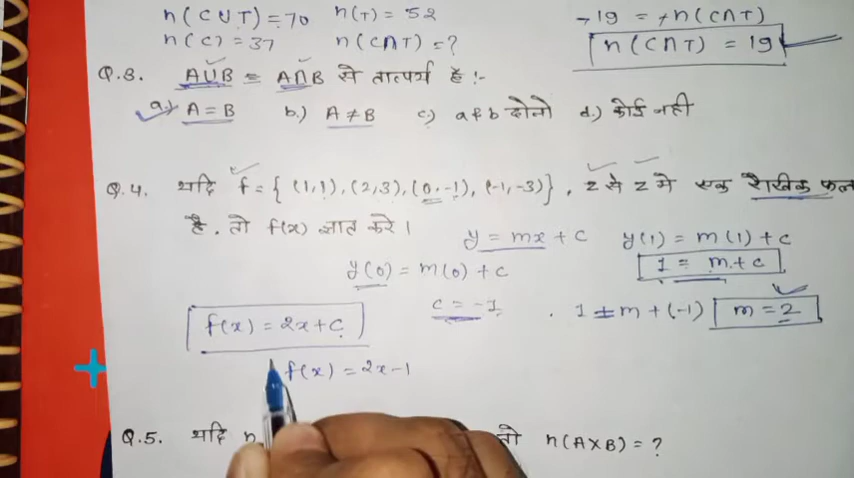 n(CUT) = 70 n(T) = 52 -19 = -n(C∩T)
n(C) = 37 n(C∩T) = ? n(C∩T) = 19
Q.3. A∪B = A∩B से तात्पर्य है :-
a.) A = B b.) A ≠ B c.) a & b दोनो d.) कोई नही
Q.4. यदि f = { (1,1), (2,3), (0,-1), (-1,-3)}, z से z मे एक रैखीक फल
है, तो f(x) ज्ञात करे।
y = mx + c y(1) = m(1) + c
y(0) = m(0) + c 1 = m + c
c = -1 1 = m + (-1) m = 2
f(x) = 2x + c
f(x) = 2x - 1
Q.5. यदि n तो n(A×B) = ?